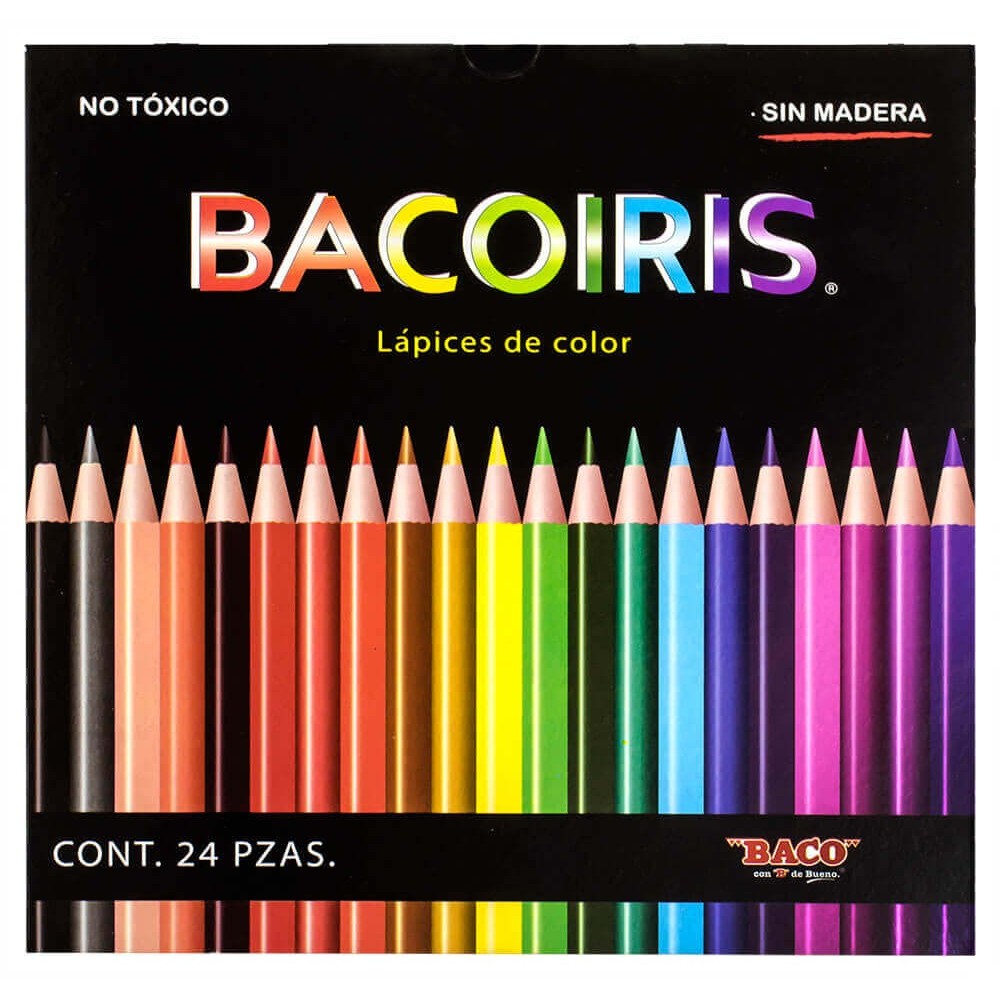 NO TÓXICO
· SIN MADERA
BACOIRIS®
Lápices de color
CONT. 24 PZAS.
"BACO"
con "B" de Bueno.®